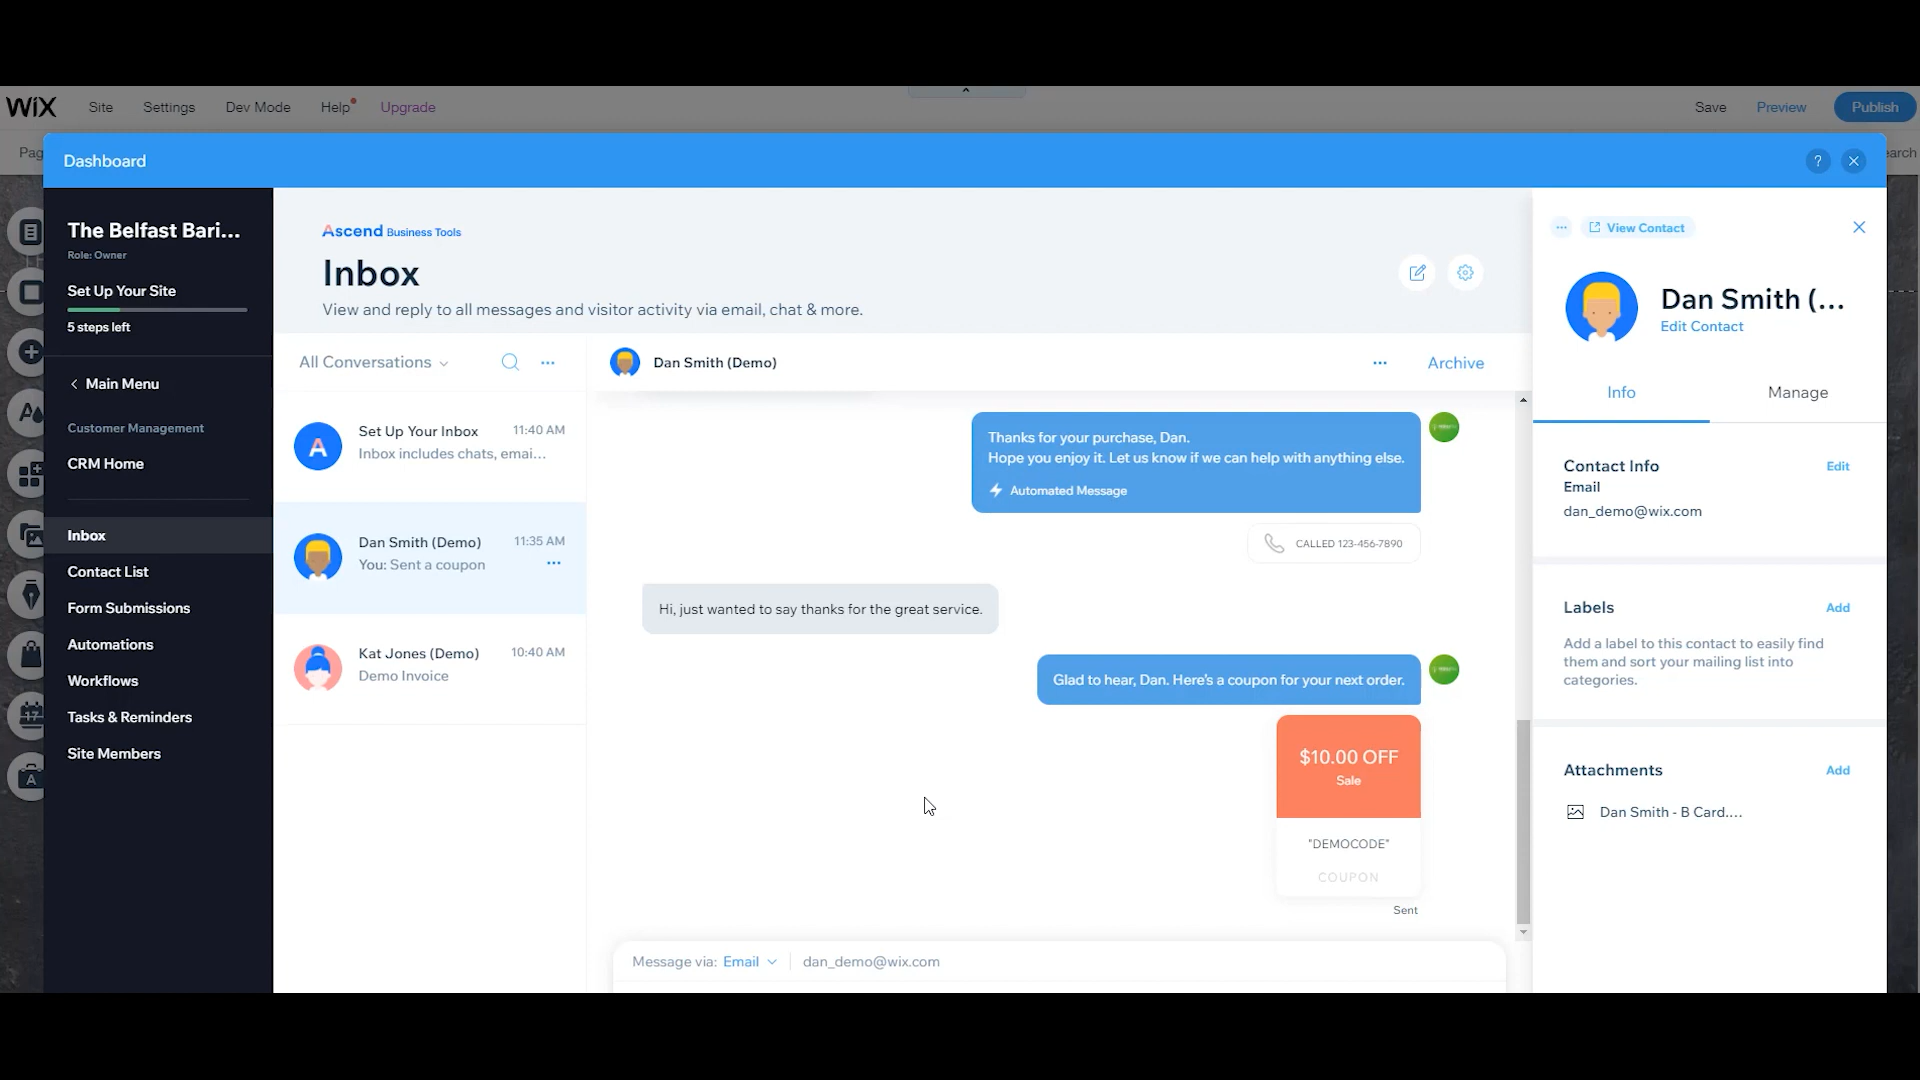 WiX
Site
Settings
Dev Mode
Help
Upgrade
Save
Preview
Publish
Pag
earch
Dashboard
?
The Belfast Bari...
Role: Owner
Set Up Your Site
5 steps left
Main Menu
Customer Management
CRM Home
Inbox
Contact List
Form Submissions
Automations
Workflows
Tasks & Reminders
Site Members
Ascend Business Tools
Inbox
View and reply to all messages and visitor activity via email, chat & more.
All Conversations
A
Set Up Your Inbox
11:40 AM
Inbox includes chats, emai...
Dan Smith (Demo)
11:35 AM
You: Sent a coupon
Kat Jones (Demo)
10:40 AM
Demo Invoice
Dan Smith (Demo)
Archive
Thanks for your purchase, Dan.
Hope you enjoy it. Let us know if we can help with anything else.
Automated Message
CALLED 123-456-7890
Hi, just wanted to say thanks for the great service.
Glad to hear, Dan. Here's a coupon for your next order.
$10.00 OFF
Sale
"DEMOCODE"
COUPON
Sent
Message via: Email
dan_demo@wix.com
View Contact
Dan Smith (...
Edit Contact
Info
Manage
Contact Info
Edit
Email
dan_demo@wix.com
Labels
Add
Add a label to this contact to easily find
them and sort your mailing list into
categories.
Attachments
Add
Dan Smith - B Card....
A
17
A